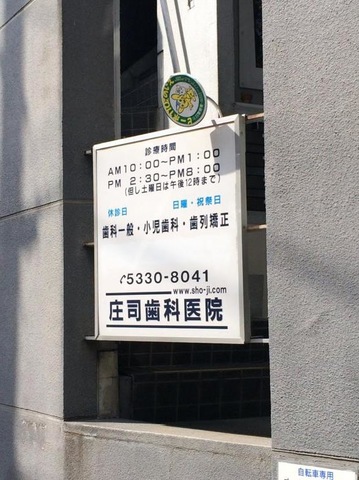 診療時間
AM10:00～PM1:00
PM 2:30～PM8:00
(但し土曜日は午後12時まで)
休診日 日曜・祝祭日
歯科一般・小児歯科・歯列矯正
5330-8041
www.sho-ji.com
庄司歯科医院
自転車専用